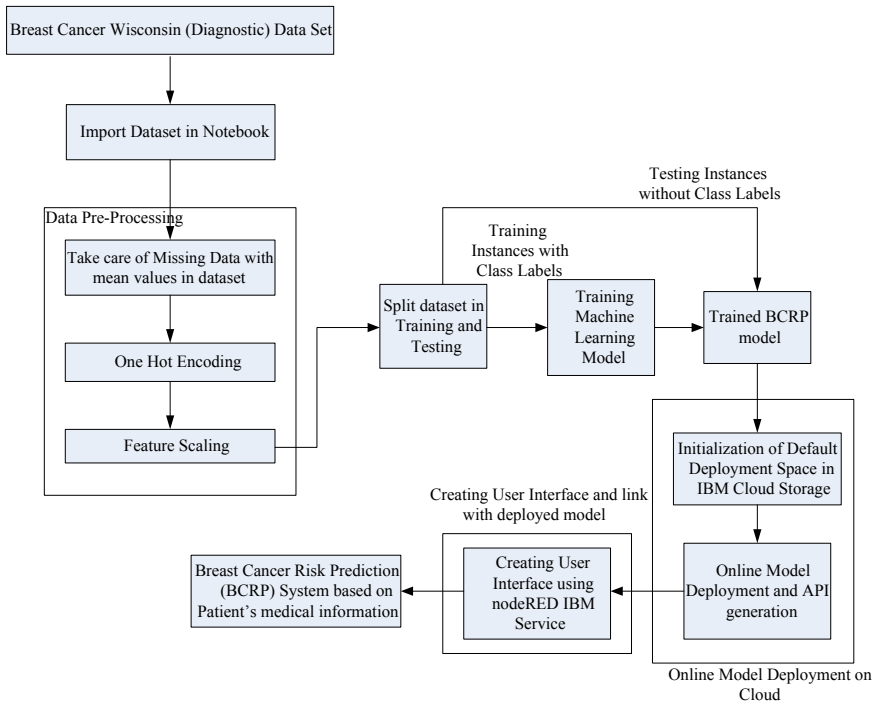 Breast Cancer Wisconsin (Diagnostic) Data Set
Import Dataset in Notebook
Data Pre-Processing
Take care of Missing Data with
mean values in dataset
One Hot Encoding
Feature Scaling
Split dataset in
Training and
Testing
Training
Instances with
Class Labels
Testing Instances
without Class Labels
Training
Machine
Learning
Model
Trained BCRP
model
Initialization of Default
Deployment Space in
IBM Cloud Storage
Online Model
Deployment and API
generation
Online Model Deployment on
Cloud
Creating User Interface and link
with deployed model
Creating User
Interface using
nodeRED IBM
Service
Breast Cancer Risk Prediction
(BCRP) System based on
Patient's medical information